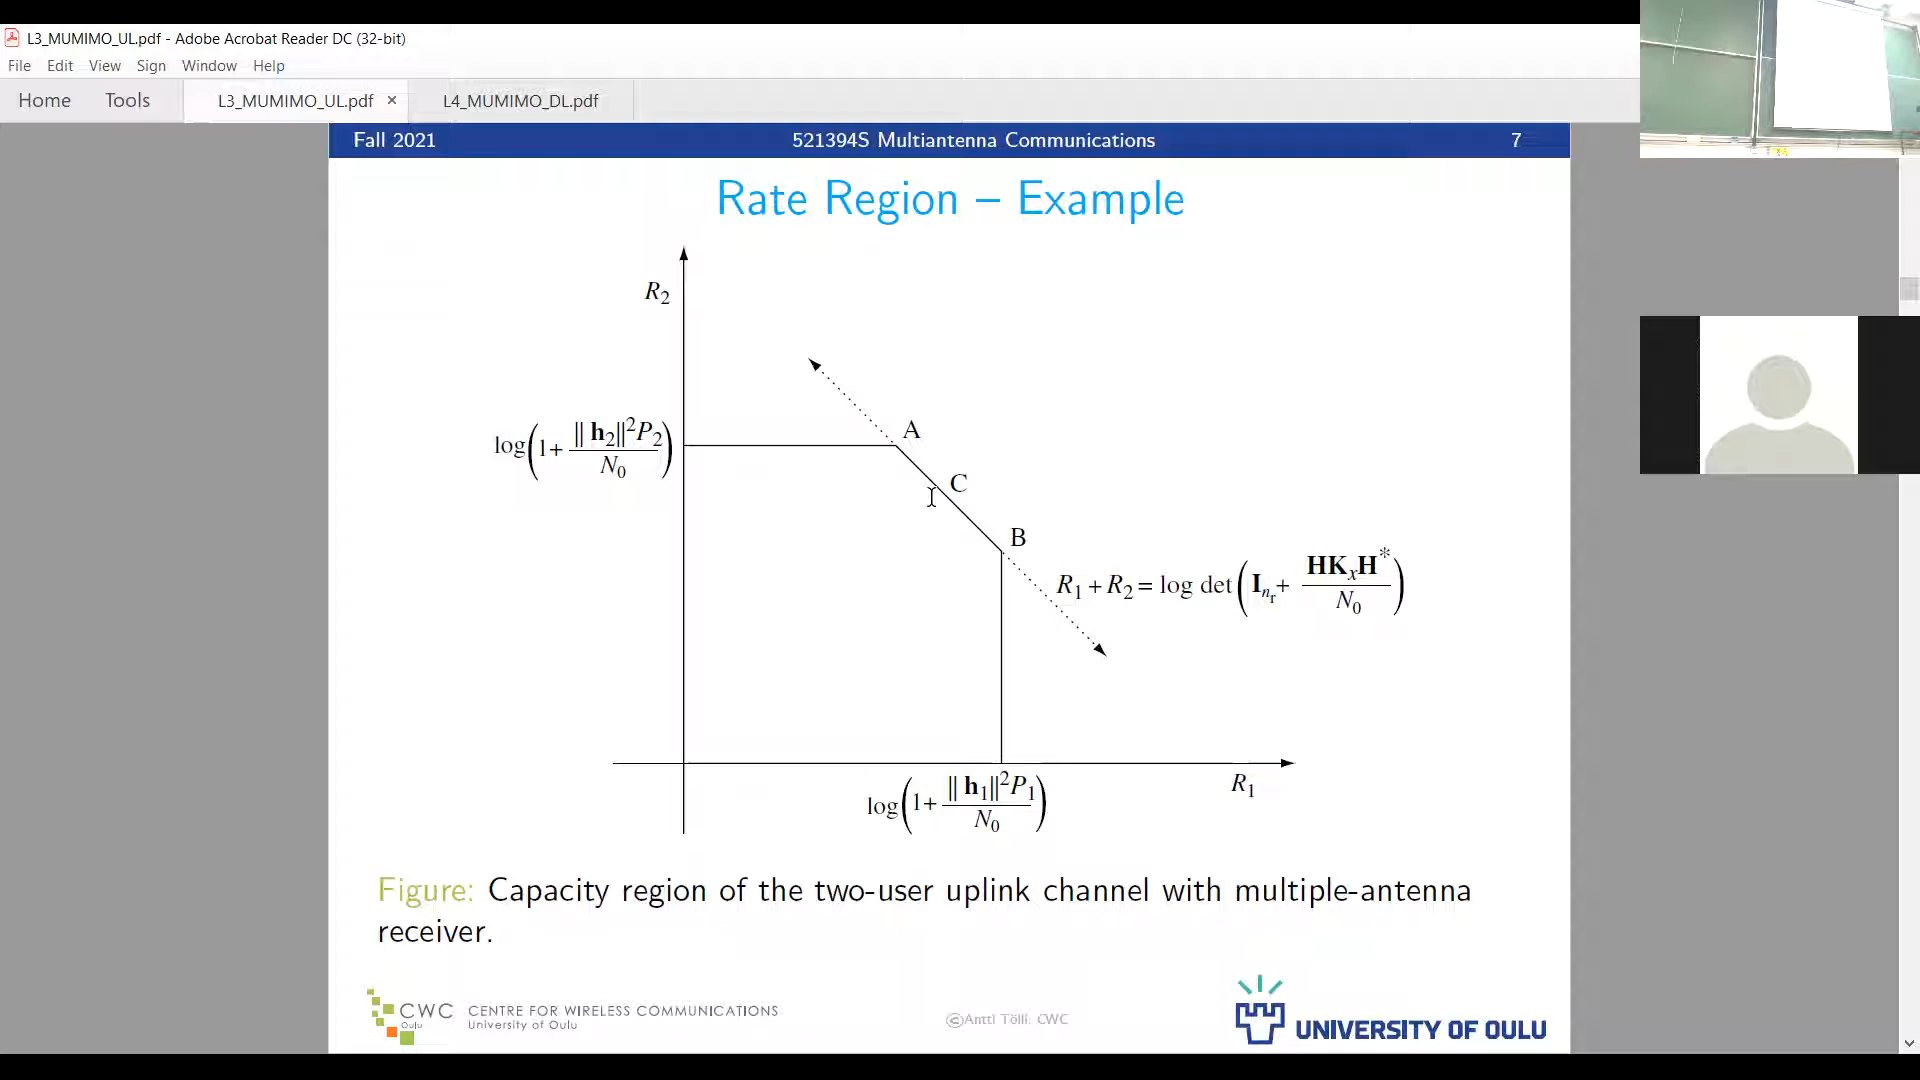 L3_MUMIMO_UL.pdf - Adobe Acrobat Reader DC (32-bit)
File Edit View Sign Window Help
Home Tools L3_MUMIMO_UL.pdf × L4_MUMIMO_DL.pdf
Fall 2021 521394S Multiantenna Communications 7
Rate Region – Example
R₂
A
log(1+ ‖h₂‖²P₂ / N₀)
C
B
R₁ + R₂ = log det(I_{n_r} + HKₓH* / N₀)
log(1+ ‖h₁‖²P₁ / N₀)
R₁
Figure: Capacity region of the two-user uplink channel with multiple-antenna
receiver.
CWC CENTRE FOR WIRELESS COMMUNICATIONS
Oulu University of Oulu
©Antti Tölli, CWC
UNIVERSITY OF OULU